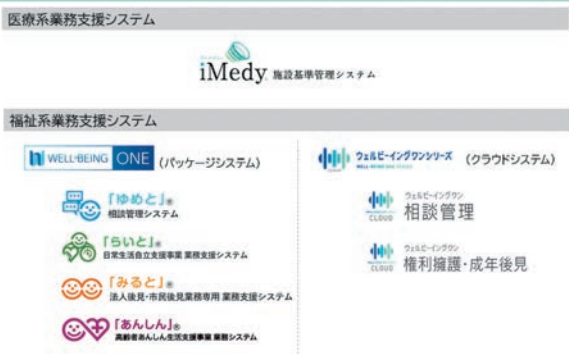 医療系業務支援システム
iMedy 施設基準管理システム
福祉系業務支援システム
WELL-BEING ONE (パッケージシステム)
「ゆめと」®
相談管理システム
「らいと」®
日常生活自立支援事業 業務支援システム
「みると」®
法人後見・市民後見業務専用 業務支援システム
「あんしん」®
高齢者あんしん生活支援事業 業務システム
ウェルビーイングワンシリーズ (クラウドシステム)
WELL-BEING ONE SERIES
ウェルビーイングワン
CLOUD 相談管理
ウェルビーイングワン
CLOUD 権利擁護・成年後見